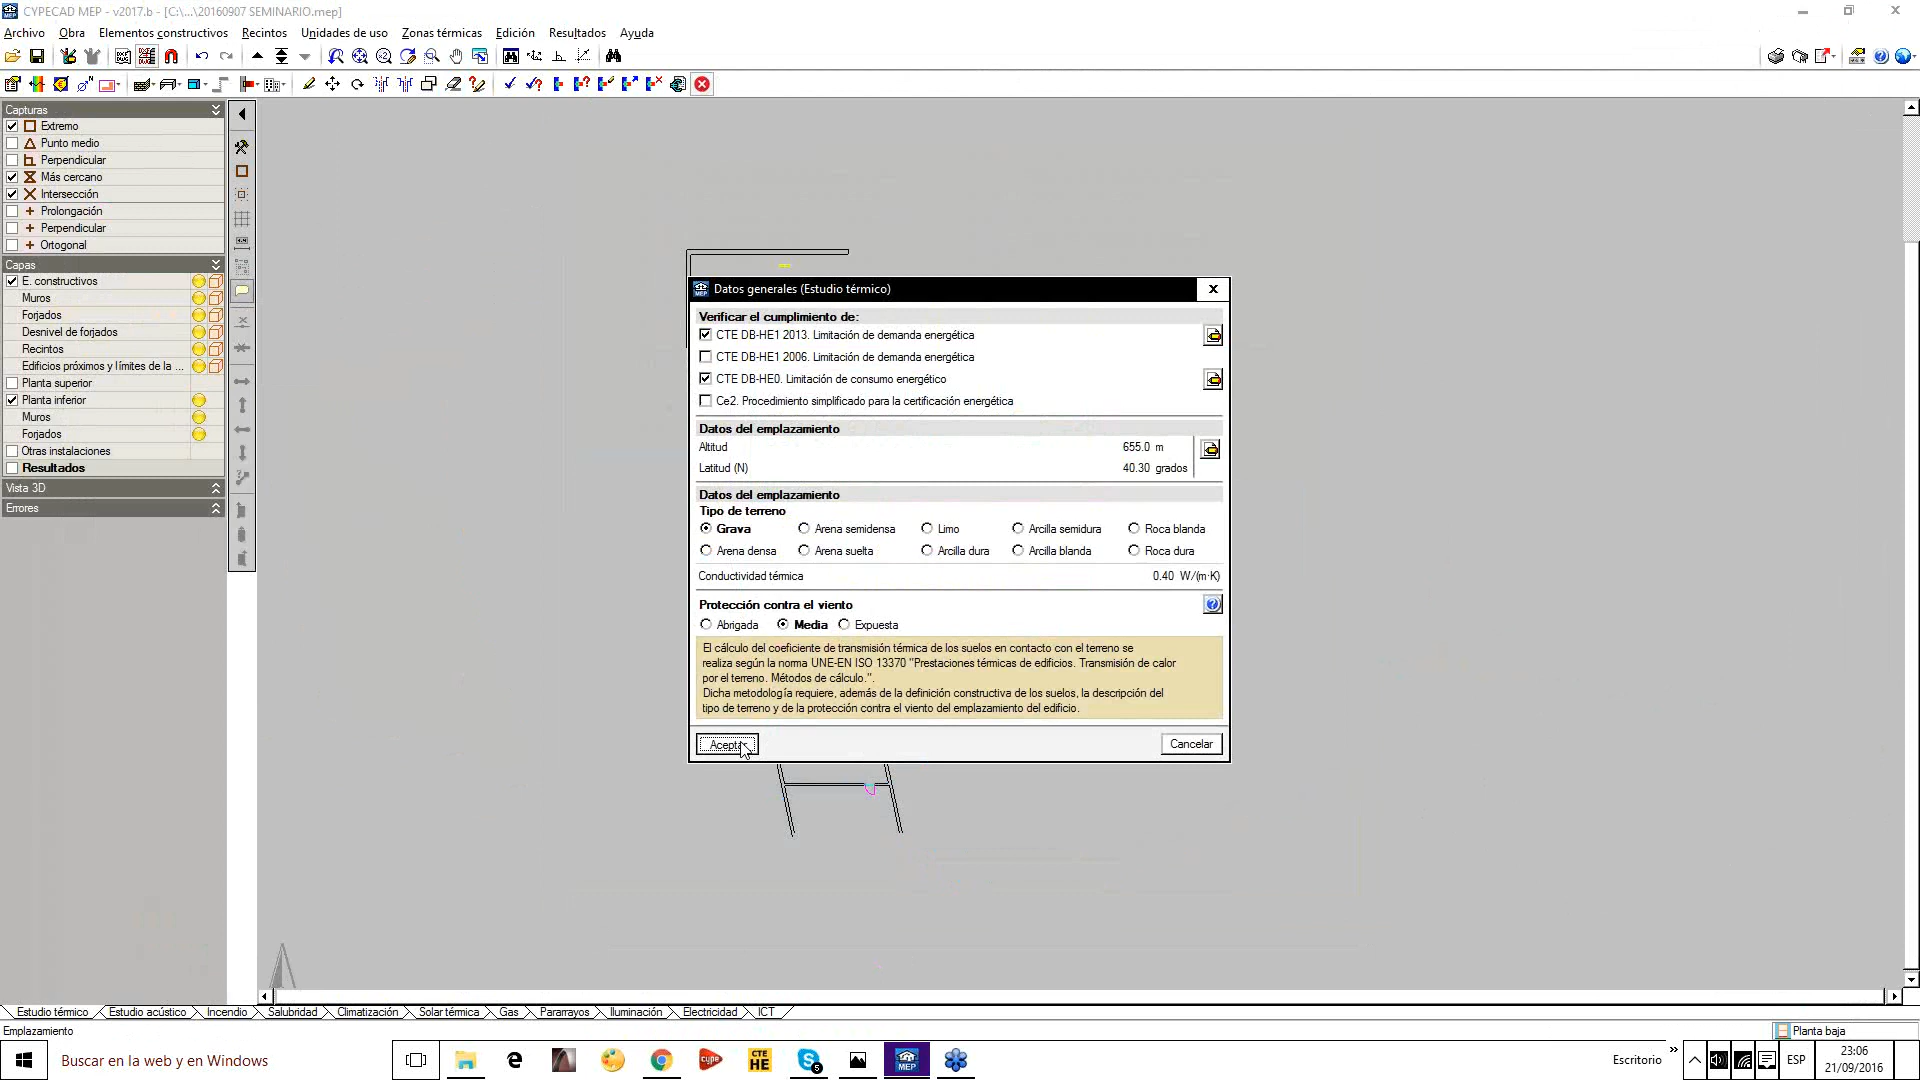 CYPECAD MEP - v2017.b - [C:\...\20160907 SEMINARIO.mep]
Archivo Obra Elementos constructivos Recintos Unidades de uso Zonas térmicas Edición Resultados Ayuda
Capturas
Extremo
Punto medio
Perpendicular
Más cercano
Intersección
Prolongación
Perpendicular
Ortogonal
Capas
E. constructivos
Muros
Forjados
Desnivel de forjados
Recintos
Edificios próximos y límites de la ...
Planta superior
Planta inferior
Muros
Forjados
Otras instalaciones
Resultados
Vista 3D
Errores
Datos generales (Estudio térmico)
Verificar el cumplimiento de:
CTE DB-HE1 2013. Limitación de demanda energética
CTE DB-HE1 2006. Limitación de demanda energética
CTE DB-HE0. Limitación de consumo energético
Ce2. Procedimiento simplificado para la certificación energética
Datos del emplazamiento
Altitud 655.0 m
Latitud (N) 40.30 grados
Datos del emplazamiento
Tipo de terreno
Grava Arena semidensa Limo Arcilla semidura Roca blanda
Arena densa Arena suelta Arcilla dura Arcilla blanda Roca dura
Conductividad térmica 0.40 W/(m·K)
Protección contra el viento
Abrigada Media Expuesta
El cálculo del coeficiente de transmisión térmica de los suelos en contacto con el terreno se
realiza según la norma UNE-EN ISO 13370 "Prestaciones térmicas de edificios. Transmisión de calor
por el terreno. Métodos de cálculo.".
Dicha metodología requiere, además de la definición constructiva de los suelos, la descripción del
tipo de terreno y de la protección contra el viento del emplazamiento del edificio.
Aceptar Cancelar
Estudio térmico Estudio acústico Incendio Salubridad Climatización Solar térmica Gas Pararrayos Iluminación Electricidad ICT
Emplazamiento Planta baja
Buscar en la web y en Windows
cype
CTE
HE
5
MEP
Escritorio
ESP
23:06
21/09/2016